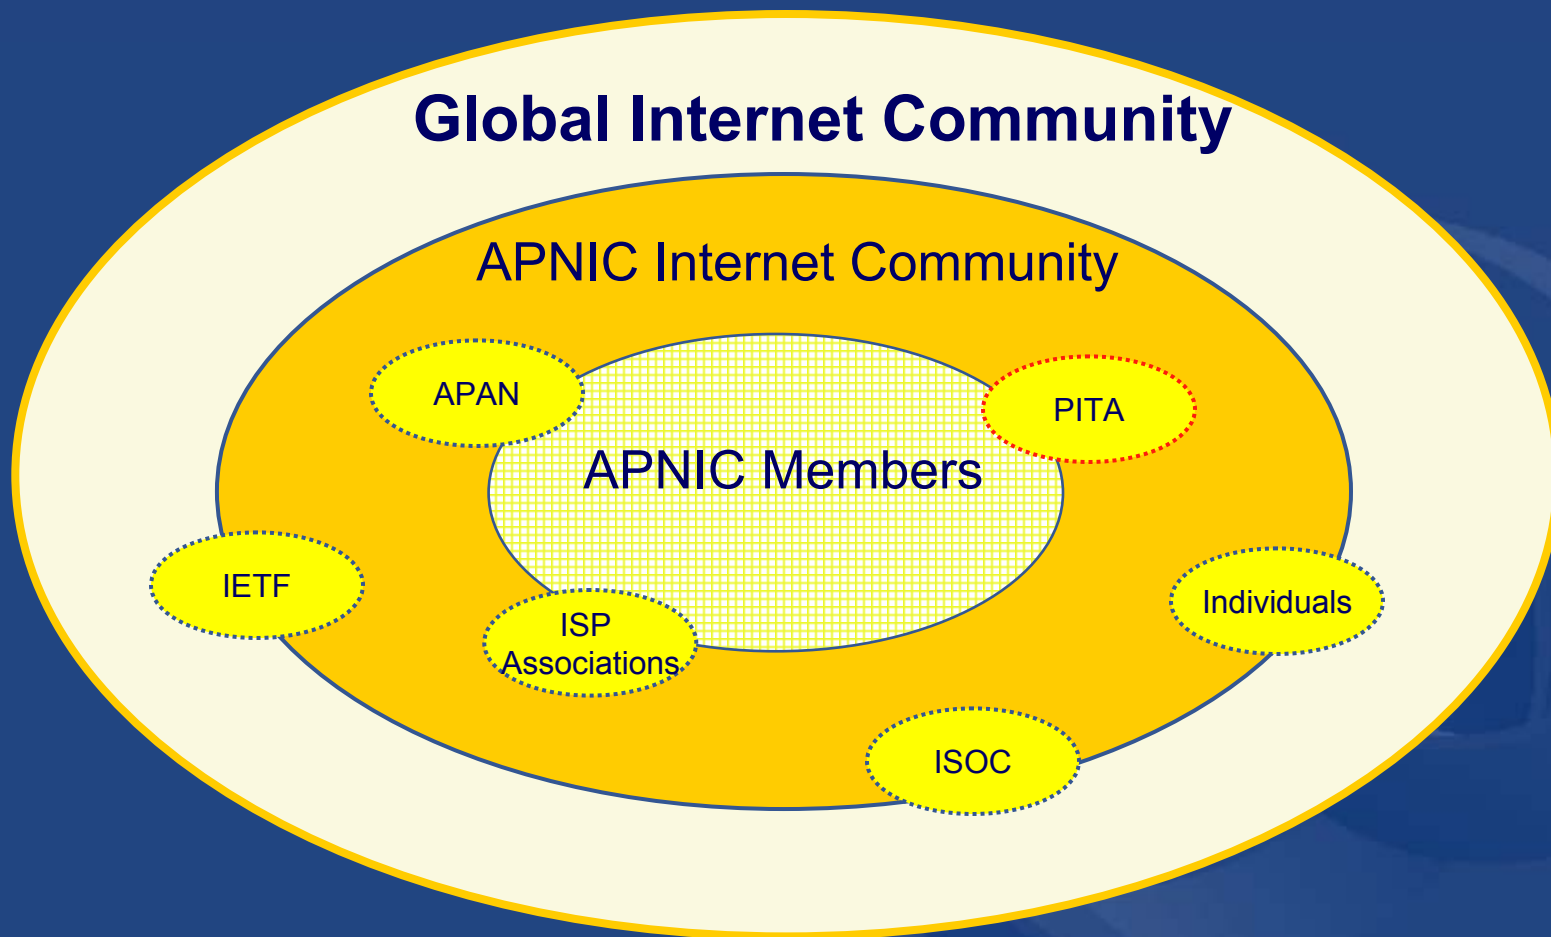 Global Internet Community
APNIC Internet Community
APAN
PITA
APNIC Members
IETF
Individuals
ISP
Associations
ISOC